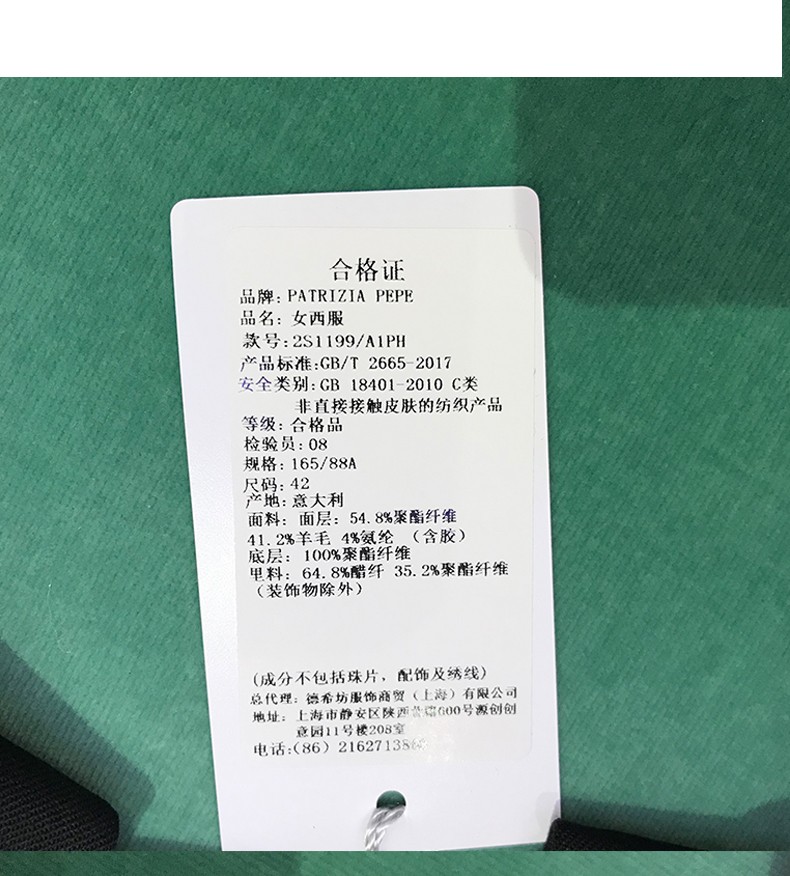 合格证
品牌: PATRIZIA PEPE
品名: 女西服
款号:2S1199/A1PH
产品标准:GB/T 2665-2017
安全类别:GB 18401-2010 C类
非直接接触皮肤的纺织产品
等级: 合格品
检验员: 08
规格: 165/88A
尺码: 42
产地: 意大利
面料: 面层: 54.8%聚酯纤维
41.2%羊毛 4%氨纶 （含胶）
底层: 100%聚酯纤维
里料: 64.8%醋纤 35.2%聚酯纤维
（装饰物除外）
(成分不包括珠片, 配饰及绣线)
总代理: 德希坊服饰商贸（上海）有限公司
地址: 上海市静安区陕西 600号源创创
意园11号楼208室
电话:(86) 21627138